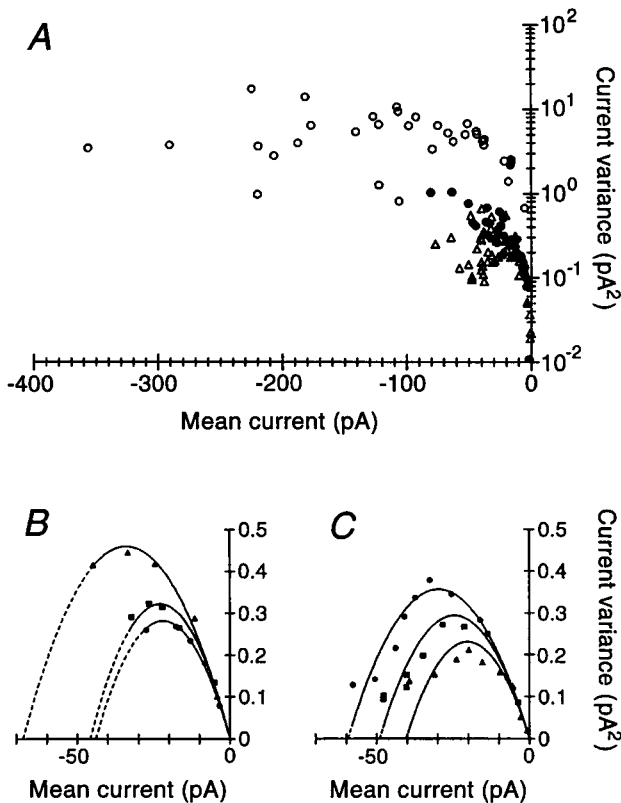 A
10²
10¹
10⁰
10⁻¹
10⁻²
Current variance (pA²)
-400 -300 -200 -100 0
Mean current (pA)
B
0.5
0.4
0.3
0.2
0.1
0
-50 0
Mean current (pA)
C
0.5
0.4
0.3
0.2
0.1
0
-50 0
Mean current (pA)
Current variance (pA²)